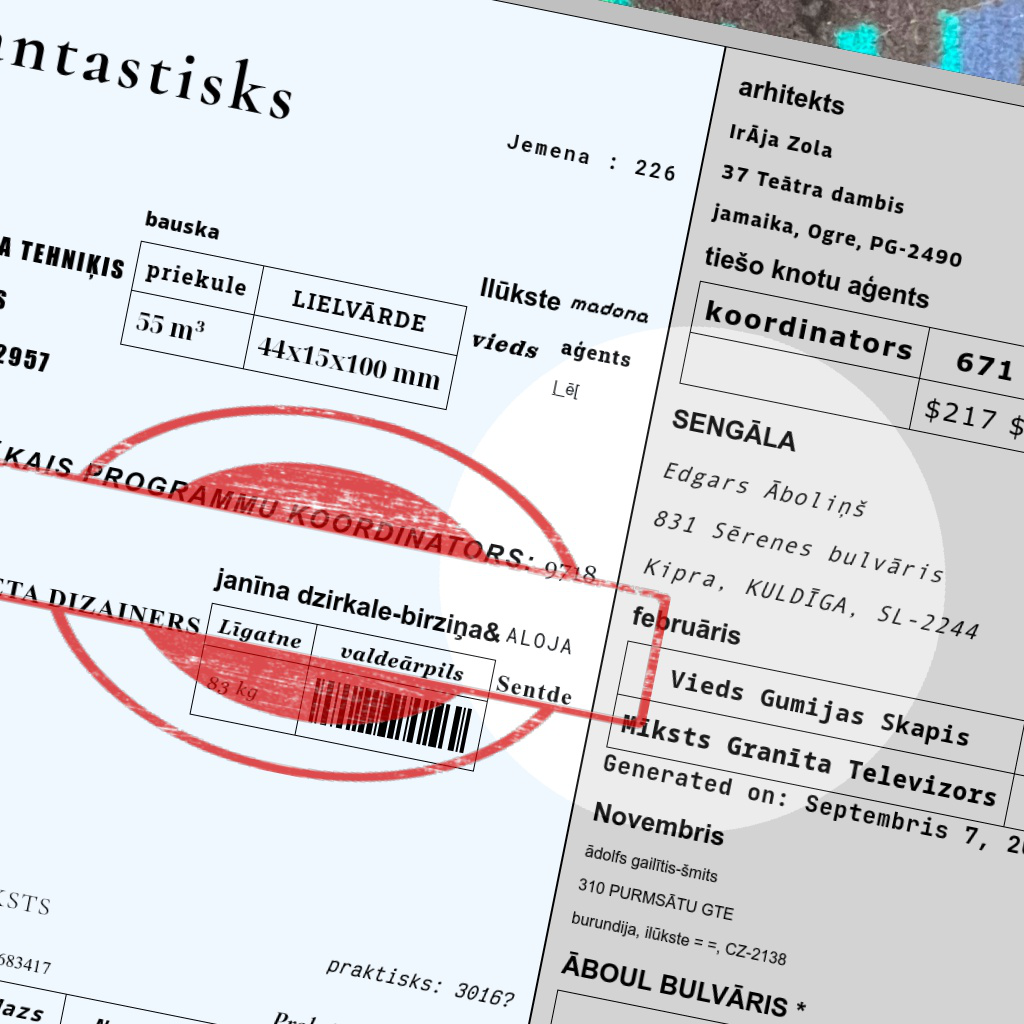 antastisks
Jemena : 226
bauska
A TEHNIĶIS
priekule LIELVĀRDE
55 m³ 44x15x100 mm
2957
Ilūkste madona
vieds aģents
KAIS PROGRAMMU KOORDINATORS: 9718
janīna dzirkale-birziņa& ALOJA
ETA DIZAINERS
Līgatne valdeārpils
83 kg
Sentde
KSTS
683417
praktisks: 3016?
Mazs
arhitekts
IrĀja Zola
37 Teātra dambis
jamaika, Ogre, PG-2490
tiešo knotu aģents
koordinators 671
$217 $
SENGĀLA
Edgars Āboliņš
831 Sērenes bulvāris
Kipra, KULDĪGA, SL-2244
februāris
Vieds Gumijas Skapis
Mīksts Granīta Televizors
Generated on: Septembris 7, 2
Novembris
ādolfs gailītis-šmits
310 PURMSĀTU GTE
burundija, ilūkste = =, CZ-2138
ĀBOUL BULVĀRIS *